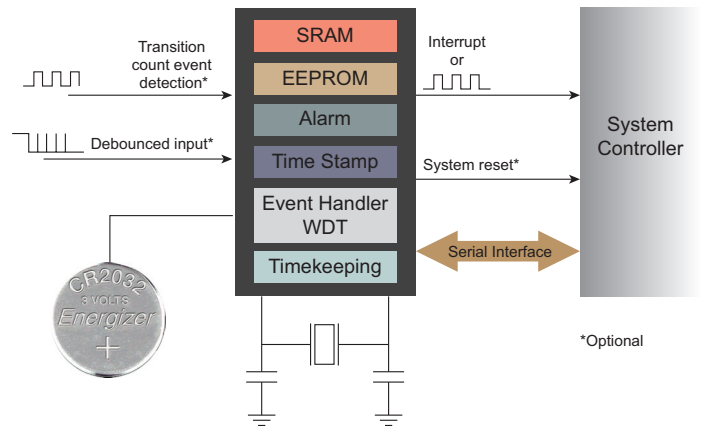 Transition
count event
detection*
Debounced input*
SRAM
EEPROM
Alarm
Time Stamp
Event Handler
WDT
Timekeeping
Interrupt
or
System reset*
Serial Interface
System
Controller
CR2032
3 VOLTS
Energizer
+
*Optional